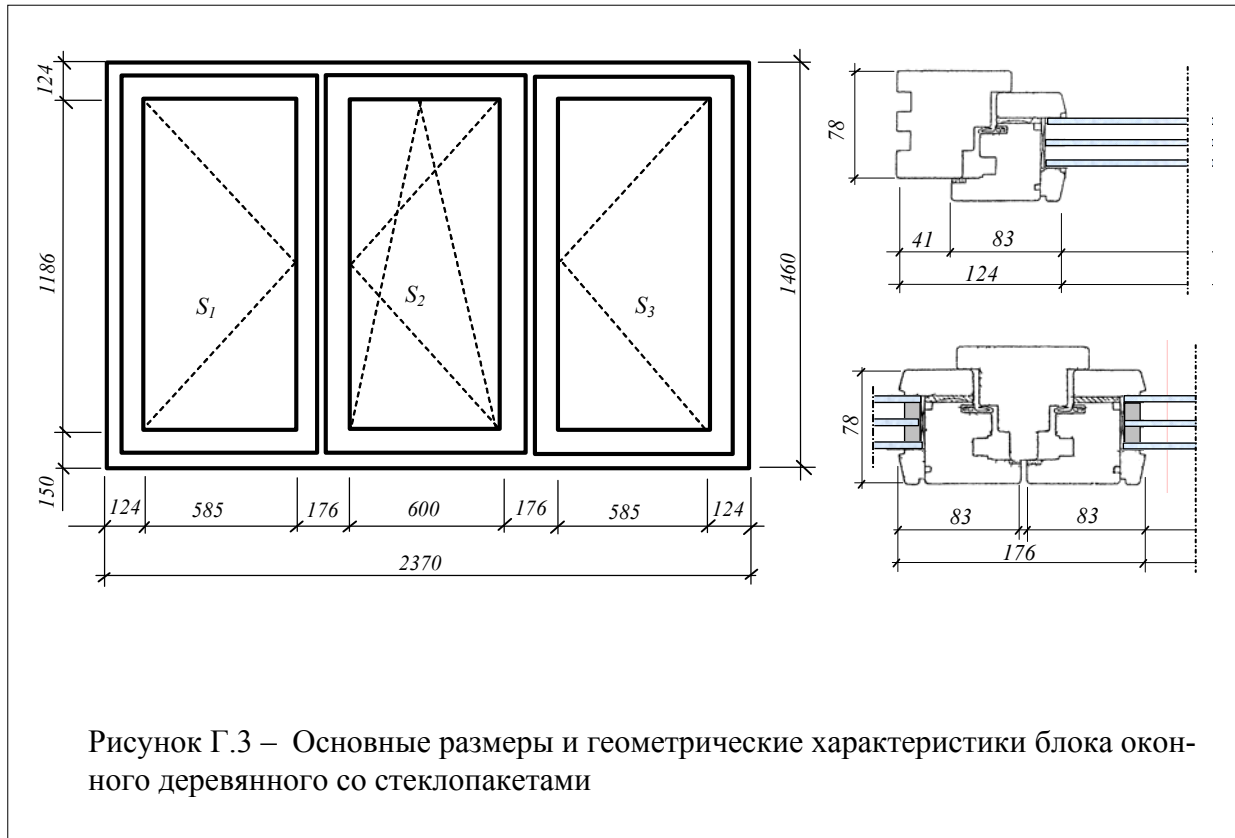 124
1186
150
1460
S1
S2
S3
124 585 176 600 176 585 124
2370
78
41 83
124
78
83 83
176
Рисунок Г.3 – Основные размеры и геометрические характеристики блока окон-
ного деревянного со стеклопакетами